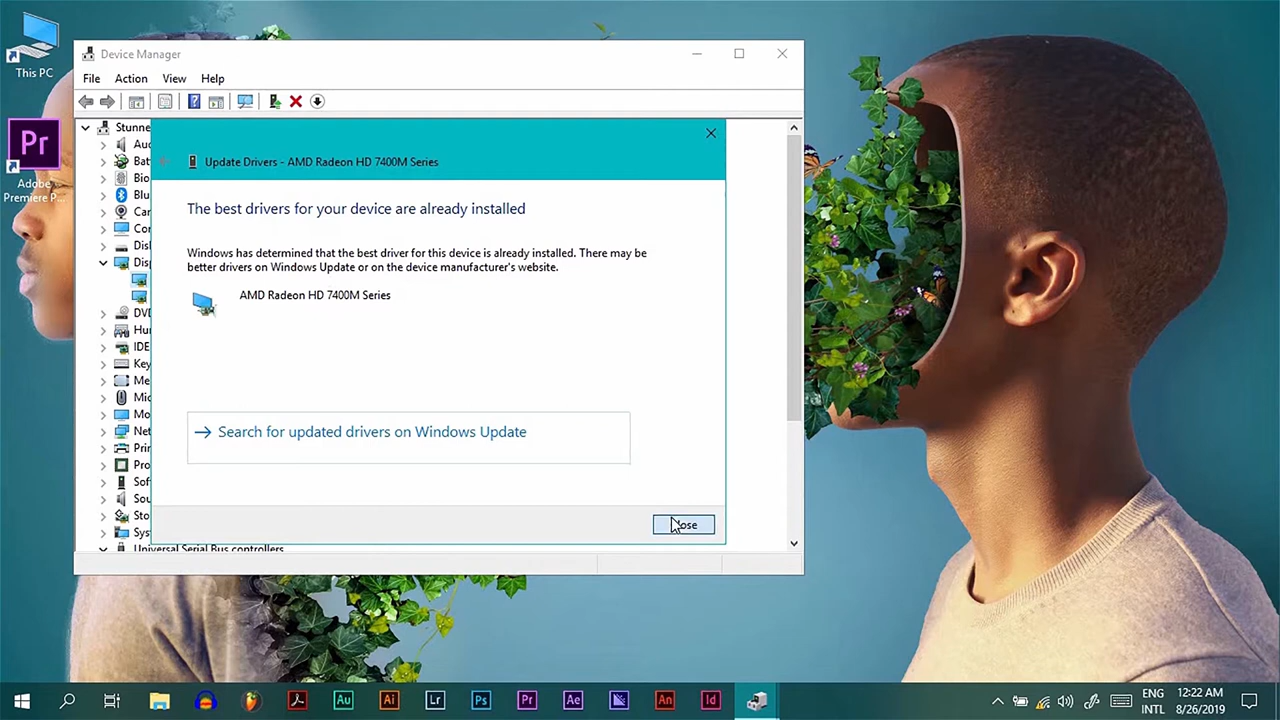 This PC
Pr
Adobe
Premiere P...
Device Manager
File Action View Help
Update Drivers - AMD Radeon HD 7400M Series
The best drivers for your device are already installed
Windows has determined that the best driver for this device is already installed. There may be
better drivers on Windows Update or on the device manufacturer's website.
AMD Radeon HD 7400M Series
Search for updated drivers on Windows Update
Universal Serial Bus controllers
Au
Ai
Lr
Ps
Pr
Ae
An
Id
ENG
INTL
12:22 AM
8/26/2019